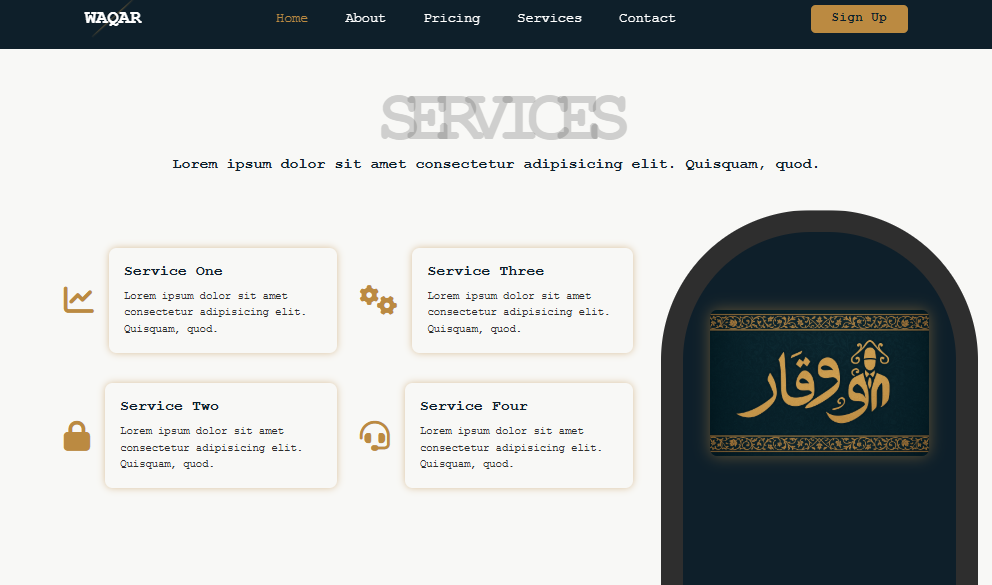 WAQAR
Home
About
Pricing
Services
Contact
Sign Up
SERVICES
Lorem ipsum dolor sit amet consectetur adipisicing elit. Quisquam, quod.
Service One
Lorem ipsum dolor sit amet
consectetur adipisicing elit.
Quisquam, quod.
Service Three
Lorem ipsum dolor sit amet
consectetur adipisicing elit.
Quisquam, quod.
Service Two
Lorem ipsum dolor sit amet
consectetur adipisicing elit.
Quisquam, quod.
Service Four
Lorem ipsum dolor sit amet
consectetur adipisicing elit.
Quisquam, quod.
وقار